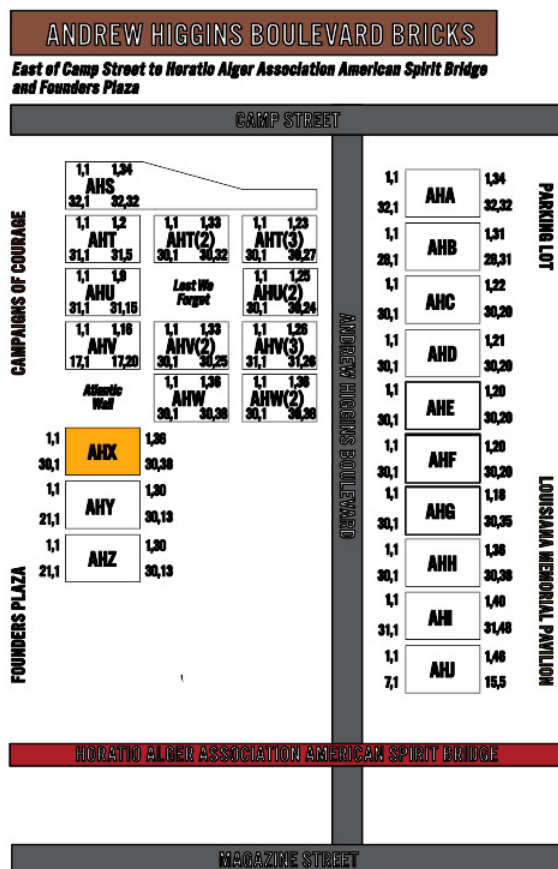 ANDREW HIGGINS BOULEVARD BRICKS
East of Camp Street to Horatio Alger Association American Spirit Bridge
and Founders Plaza
CAMP STREET
CAMPAIGNS OF COURAGE
1,1 1,34
AHS
32,1 32,32
1,1 1,2
AHT
31,1 31,5
1,1 1,33
AHT(2)
30,1 30,32
1,1 1,23
AHT(3)
30,1 30,27
1,1 1,9
AHU
31,1 31,15
Lest We
Forget
1,1 1,25
AHU(2)
30,1 30,24
1,1 1,16
AHV
17,1 17,20
1,1 1,33
AHV(2)
30,1 30,25
1,1 1,26
AHV(3)
31,1 31,26
Atlantic
Wall
1,1 1,36
AHW
30,1 30,38
1,1 1,36
AHW(2)
30,1 30,38
1,1 1,36
AHX
30,1 30,38
1,1 1,30
AHY
21,1 30,13
1,1 1,30
AHZ
21,1 30,13
FOUNDERS PLAZA
ANDREW HIGGINS BOULEVARD
1,1 1,34
AHA
32,1 32,32
1,1 1,31
AHB
28,1 28,31
1,1 1,22
AHC
30,1 30,20
1,1 1,21
AHD
30,1 30,20
1,1 1,20
AHE
30,1 30,20
1,1 1,20
AHF
30,1 30,20
1,1 1,18
AHG
30,1 30,35
1,1 1,36
AHH
30,1 30,38
1,1 1,40
AHI
31,1 31,48
1,1 1,48
AHJ
7,1 15,5
PARKING LOT
LOUISIANA MEMORIAL PAVILION
HORATIO ALGER ASSOCIATION AMERICAN SPIRIT BRIDGE
MAGAZINE STREET